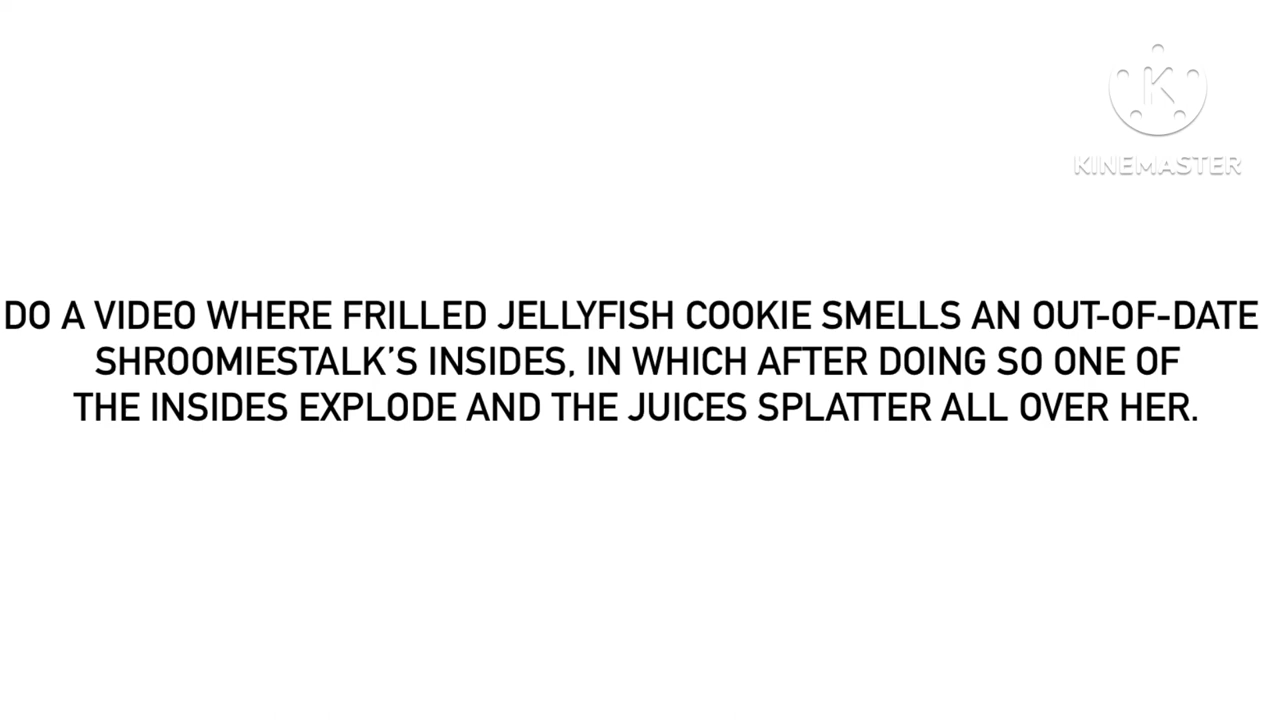 KINEMASTER
DO A VIDEO WHERE FRILLED JELLYFISH COOKIE SMELLS AN OUT-OF-DATE
SHROOMIESTALK’S INSIDES, IN WHICH AFTER DOING SO ONE OF
THE INSIDES EXPLODE AND THE JUICES SPLATTER ALL OVER HER.